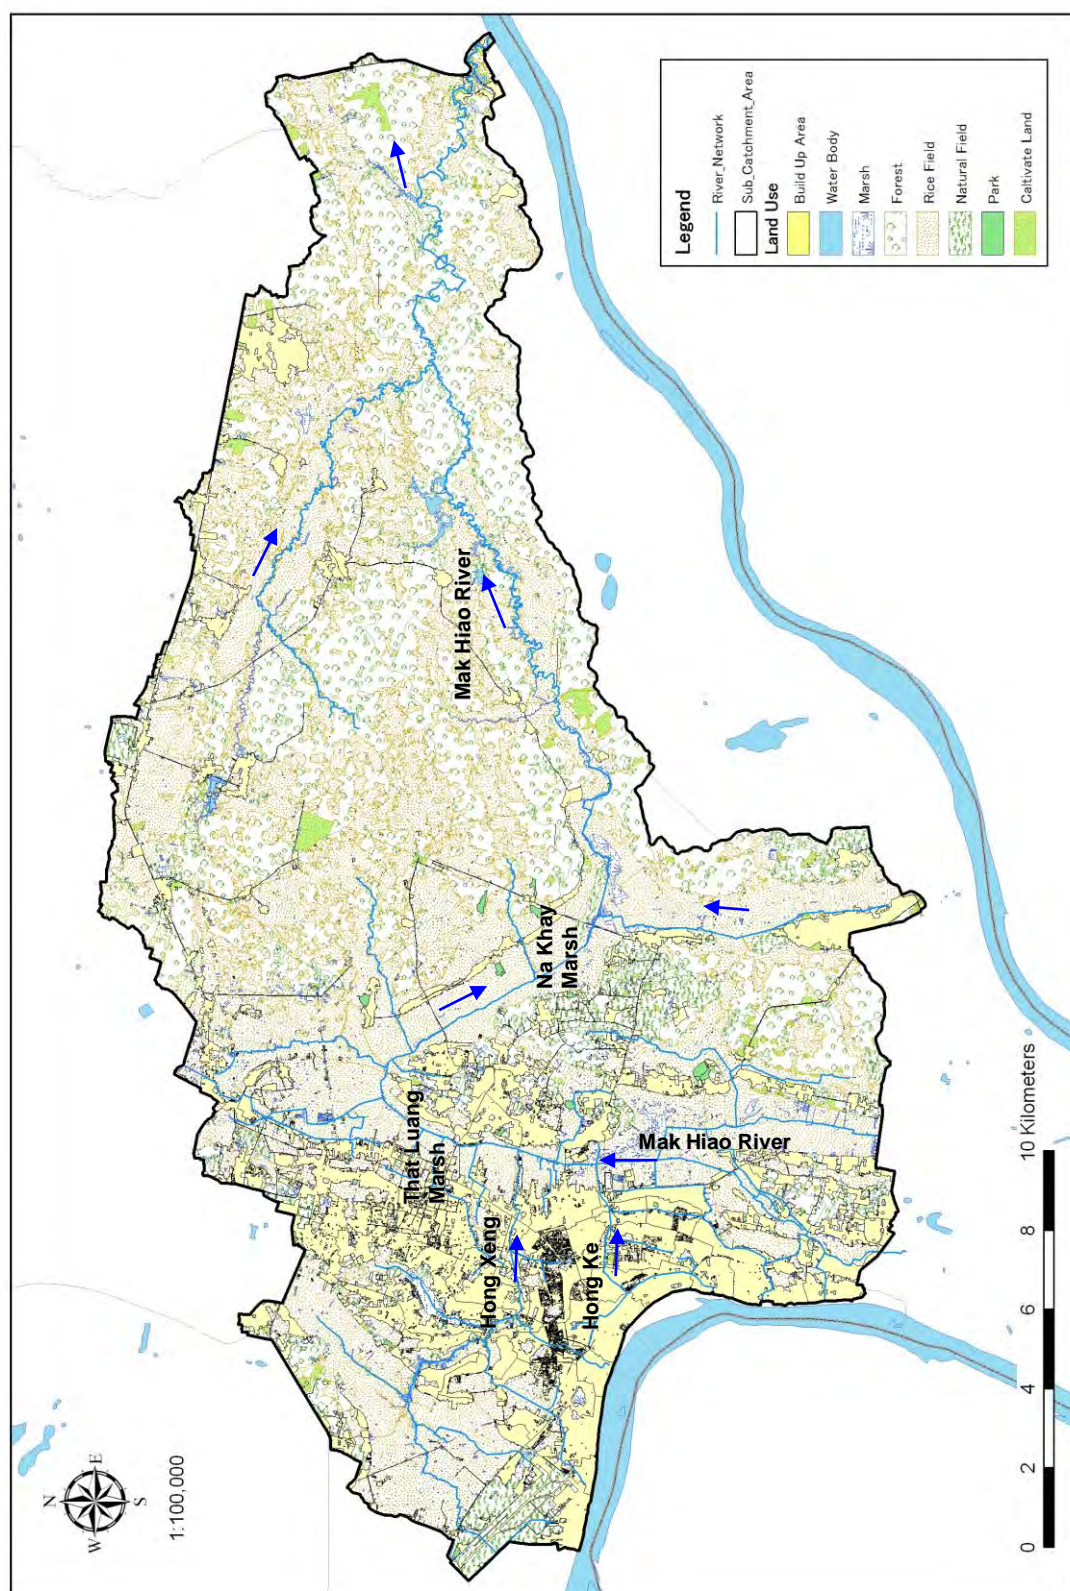 N
W
E
S
1:100,000
Legend
River_Network
Sub_Catchment_Area
Land Use
Build Up Area
Water Body
Marsh
Forest
Rice Field
Natural Field
Park
Caltivate Land
Mak Hiao River
Na Khay
Marsh
That Luang
Marsh
Hong Xeng
Hong Ke
Mak Hiao River
0
2
4
6
8
10 Kilometers